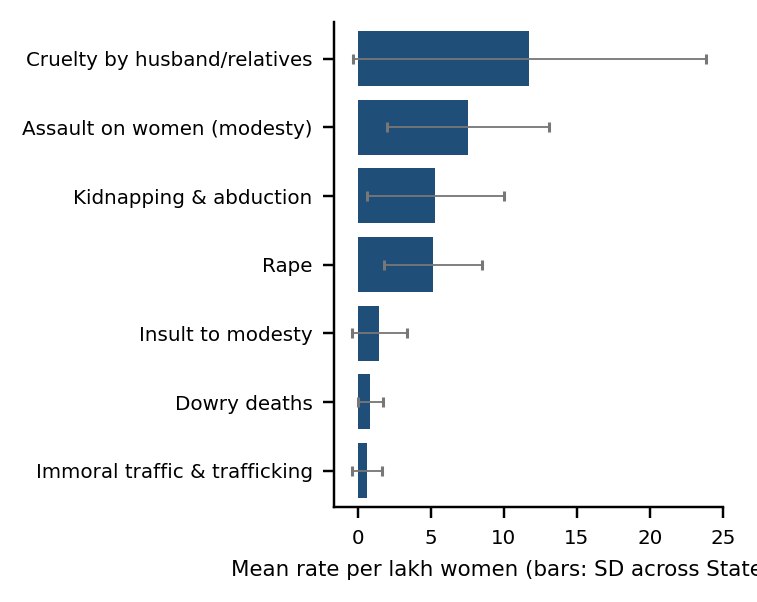 Cruelty by husband/relatives
Assault on women (modesty)
Kidnapping & abduction
Rape
Insult to modesty
Dowry deaths
Immoral traffic & trafficking
0 5 10 15 20 25
Mean rate per lakh women (bars: SD across State